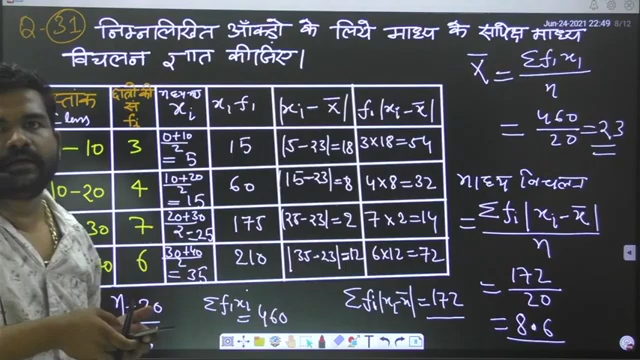 Q-31 निम्नलिखित आँकड़ो के लिये माध्य के सापेक्ष माध्य
विचलन ज्ञात कीजिए।
Jun-24-2021 22:49 8/12
x̄ = Σfixi/n
= 460/20 = 23
fi xi xi fi |xi-x̄| fi|xi-x̄|
-10 3 0+10/2 =5 15 |5-23|=18 3×18=54
10-20 4 10+20/2 =15 60 |15-23|=8 4×8=32
30 7 20+30/2 =25 175 |25-23|=2 7×2=14
6 30+40/2 =35 210 |35-23|=12 6×12=72
n=20 Σfixi =460 Σfi|xi-x̄|=172
माध्य विचलन
= Σfi|xi-x̄|/n
= 172/20
= 8.6